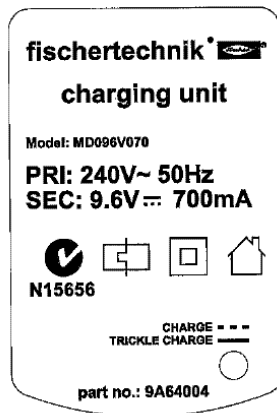 fischertechnik
charging unit
Model: MD096V070
PRI: 240V~ 50Hz
SEC: 9.6V⎓ 700mA
N15656
CHARGE
TRICKLE CHARGE
part no.: 9A64004